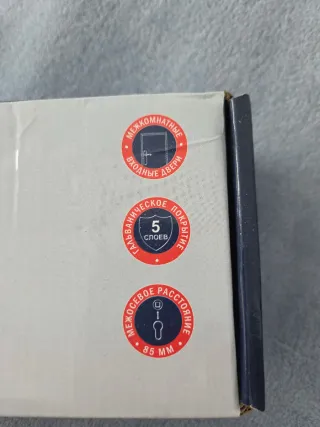 МЕЖКОМНАТНЫЕ
ВХОДНЫЕ ДВЕРИ
ГАЛЬВАНИЧЕСКОЕ ПОКРЫТИЕ
5
СЛОЕВ
МЕЖОСЕВОЕ РАССТОЯНИЕ
85 ММ